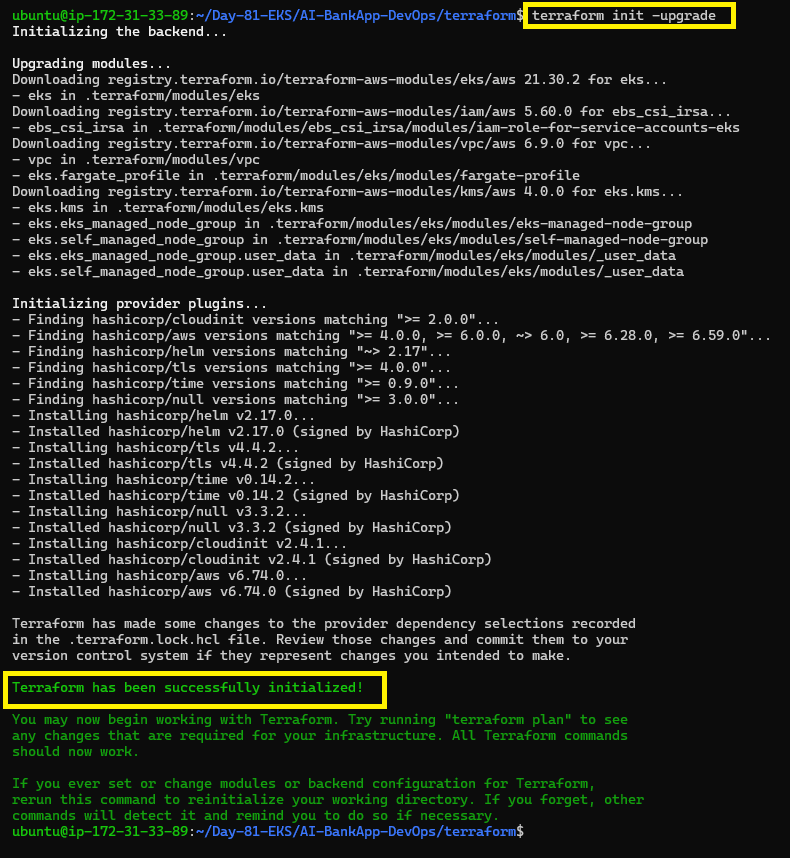 ubuntu@ip-172-31-33-89:~/Day-81-EKS/AI-BankApp-DevOps/terraform$ terraform init -upgrade
Initializing the backend...
Upgrading modules...
Downloading registry.terraform.io/terraform-aws-modules/eks/aws 21.30.2 for eks...
- eks in .terraform/modules/eks
Downloading registry.terraform.io/terraform-aws-modules/iam/aws 5.60.0 for ebs_csi_irsa...
- ebs_csi_irsa in .terraform/modules/ebs_csi_irsa/modules/iam-role-for-service-accounts-eks
Downloading registry.terraform.io/terraform-aws-modules/vpc/aws 6.9.0 for vpc...
- vpc in .terraform/modules/vpc
- eks.fargate_profile in .terraform/modules/eks/modules/fargate-profile
Downloading registry.terraform.io/terraform-aws-modules/kms/aws 4.0.0 for eks.kms...
- eks.kms in .terraform/modules/eks.kms
- eks.eks_managed_node_group in .terraform/modules/eks/modules/eks-managed-node-group
- eks.self_managed_node_group in .terraform/modules/eks/modules/self-managed-node-group
- eks.eks_managed_node_group.user_data in .terraform/modules/eks/modules/_user_data
- eks.self_managed_node_group.user_data in .terraform/modules/eks/modules/_user_data
Initializing provider plugins...
- Finding hashicorp/cloudinit versions matching ">= 2.0.0"...
- Finding hashicorp/aws versions matching ">= 4.0.0, >= 6.0.0, ~> 6.0, >= 6.28.0, >= 6.59.0"...
- Finding hashicorp/helm versions matching "~> 2.17"...
- Finding hashicorp/tls versions matching ">= 4.0.0"...
- Finding hashicorp/time versions matching ">= 0.9.0"...
- Finding hashicorp/null versions matching ">= 3.0.0"...
- Installing hashicorp/helm v2.17.0...
- Installed hashicorp/helm v2.17.0 (signed by HashiCorp)
- Installing hashicorp/tls v4.4.2...
- Installed hashicorp/tls v4.4.2 (signed by HashiCorp)
- Installing hashicorp/time v0.14.2...
- Installed hashicorp/time v0.14.2 (signed by HashiCorp)
- Installing hashicorp/null v3.3.2...
- Installed hashicorp/null v3.3.2 (signed by HashiCorp)
- Installing hashicorp/cloudinit v2.4.1...
- Installed hashicorp/cloudinit v2.4.1 (signed by HashiCorp)
- Installing hashicorp/aws v6.74.0...
- Installed hashicorp/aws v6.74.0 (signed by HashiCorp)
Terraform has made some changes to the provider dependency selections recorded
in the .terraform.lock.hcl file. Review those changes and commit them to your
version control system if they represent changes you intended to make.
Terraform has been successfully initialized!
You may now begin working with Terraform. Try running "terraform plan" to see
any changes that are required for your infrastructure. All Terraform commands
should now work.
If you ever set or change modules or backend configuration for Terraform,
rerun this command to reinitialize your working directory. If you forget, other
commands will detect it and remind you to do so if necessary.
ubuntu@ip-172-31-33-89:~/Day-81-EKS/AI-BankApp-DevOps/terraform$